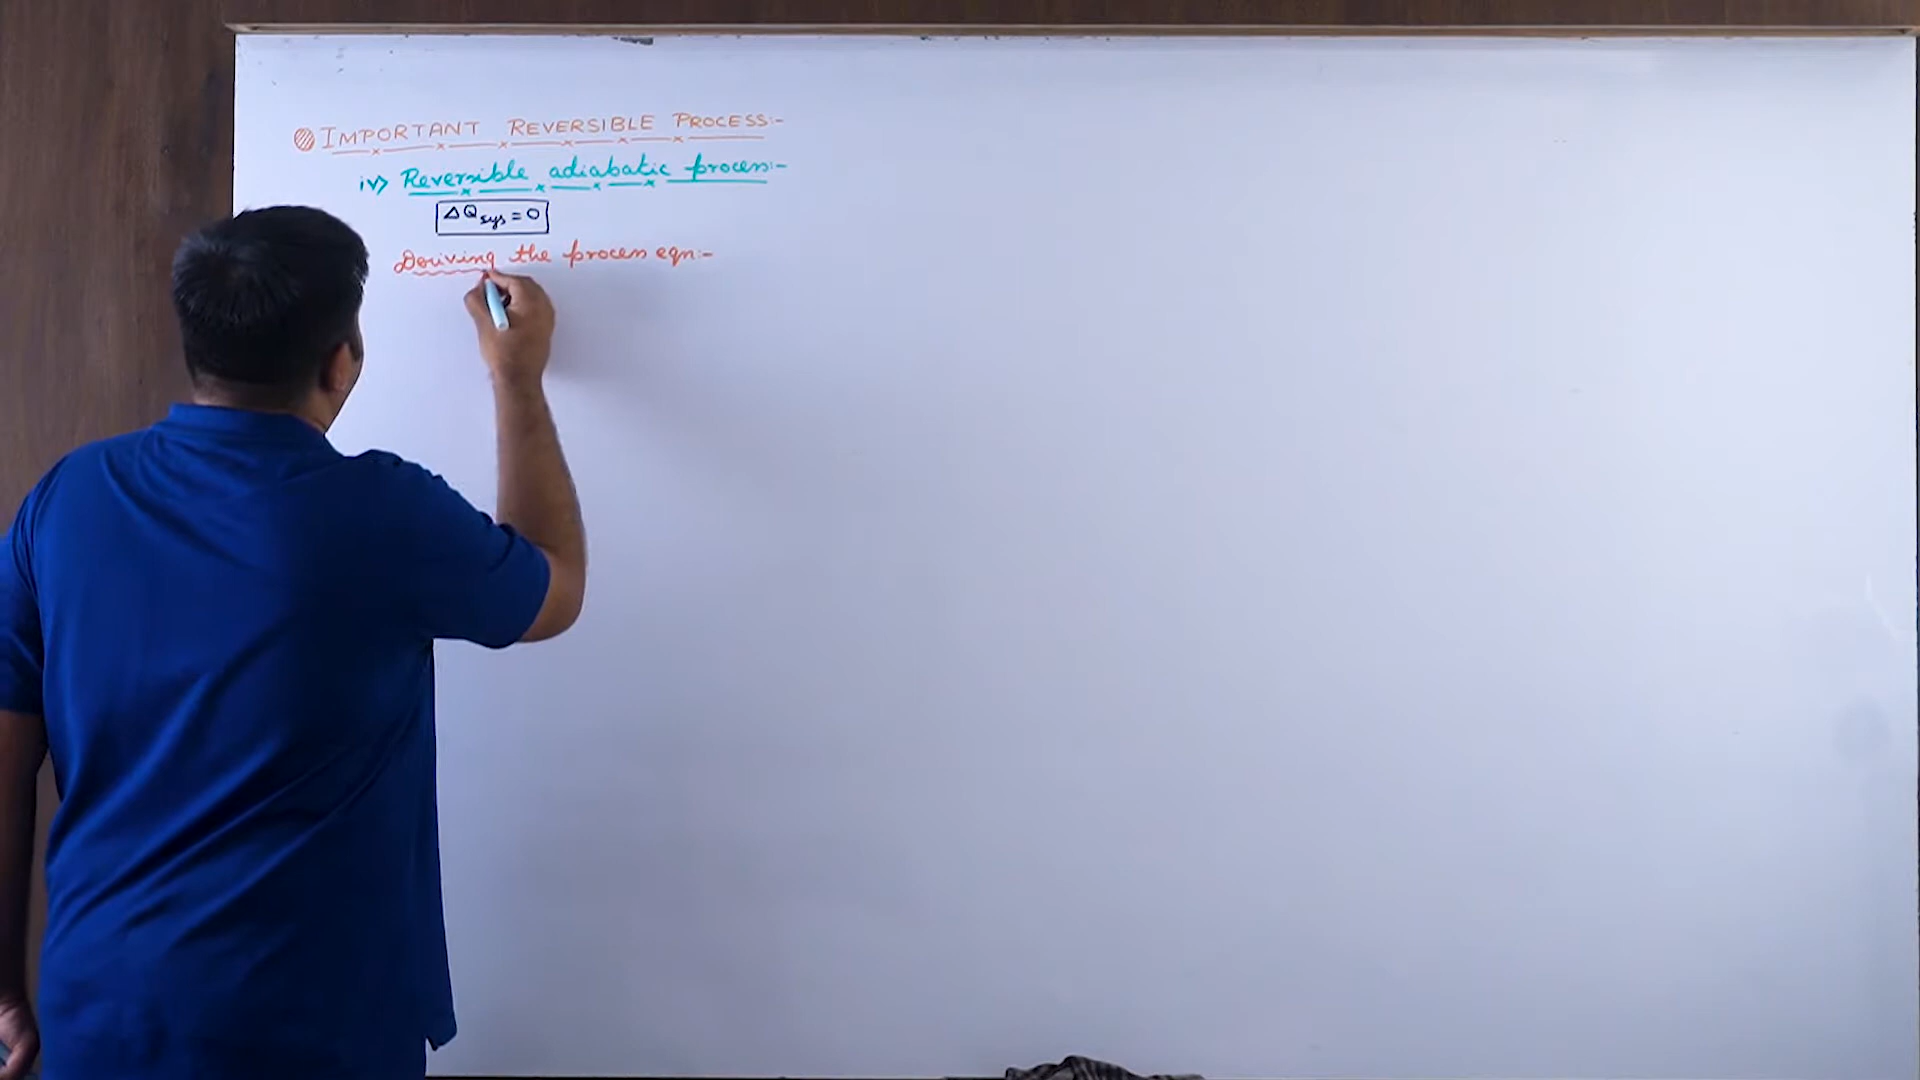 IMPORTANT REVERSIBLE PROCESS:-
iv> Reversible adiabatic process:-
ΔQsys = 0
Deriving the process eqn:-